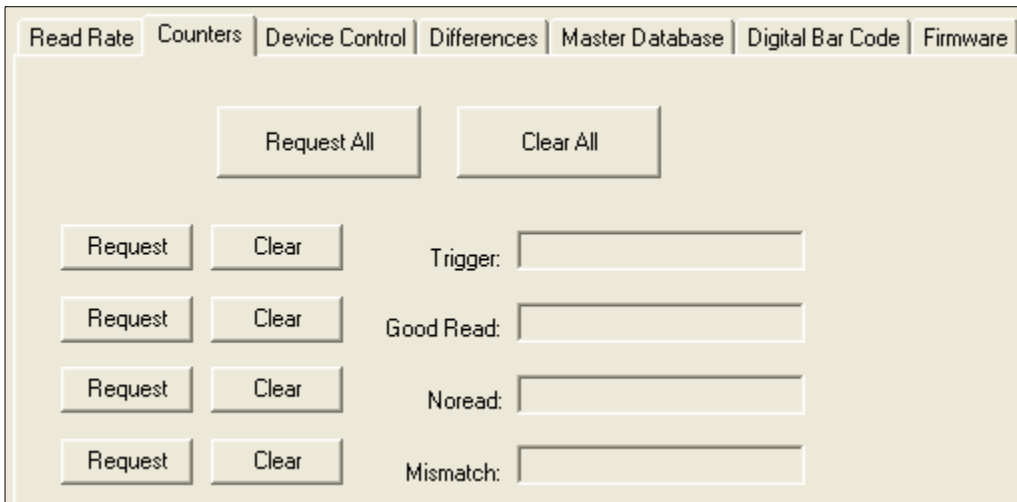 Read Rate Counters Device Control Differences Master Database Digital Bar Code Firmware
Request All Clear All
Request Clear Trigger:
Request Clear Good Read:
Request Clear Noread:
Request Clear Mismatch: